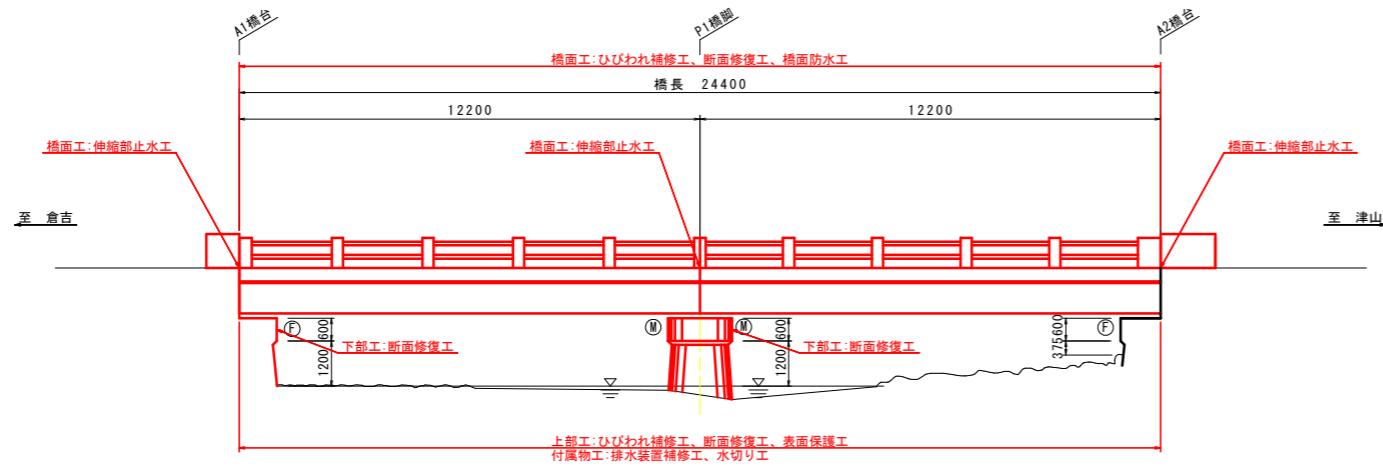 A1橋台
P1橋脚
A2橋台
橋面工:ひびわれ補修工、断面修復工、橋面防水工
橋長 24400
12200
12200
橋面工:伸縮部止水工
橋面工:伸縮部止水工
橋面工:伸縮部止水工
至 倉吉
至 津山
F
600
M
M
600
F
600
375
1200
下部工:断面修復工
下部工:断面修復工
1200
上部工:ひびわれ補修工、断面修復工、表面保護工
付属物工:排水装置補修工、水切り工